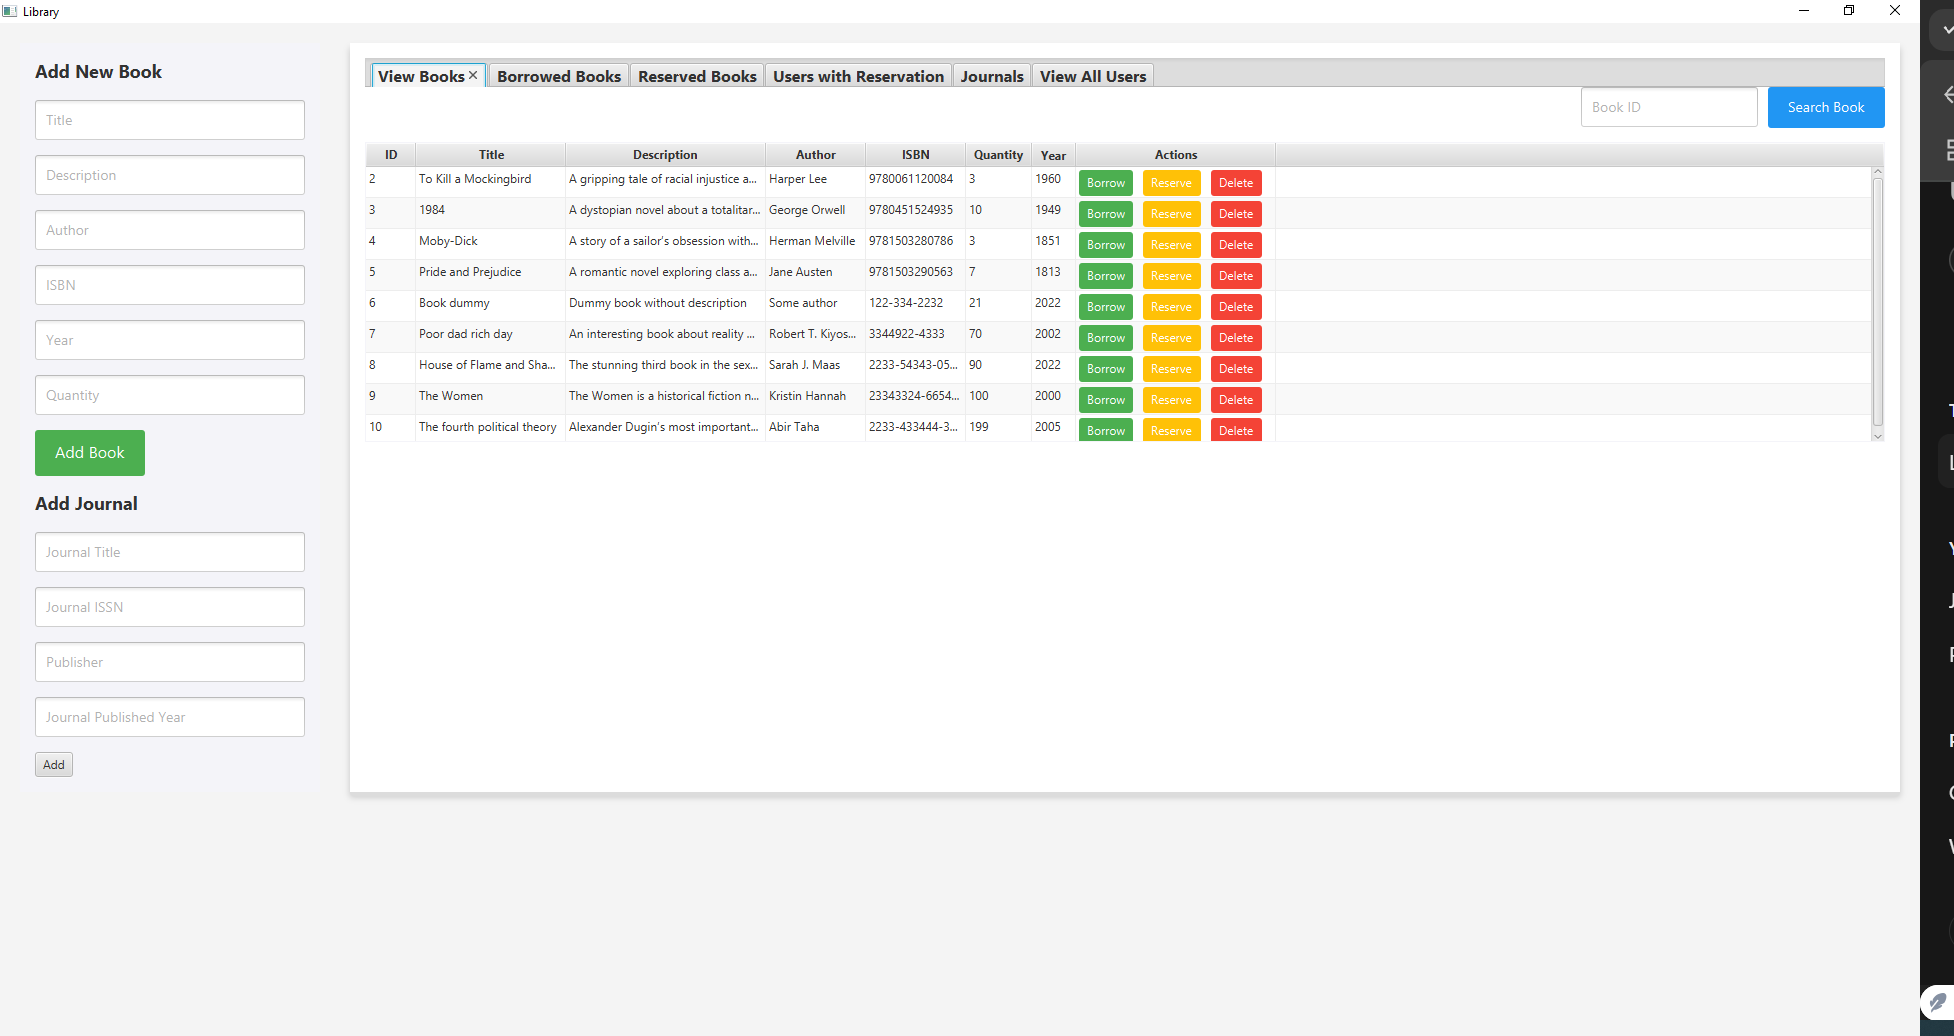 Library
Add New Book
Title
Description
Author
ISBN
Year
Quantity
Add Book
Add Journal
Journal Title
Journal ISSN
Publisher
Journal Published Year
Add
View Books Borrowed Books Reserved Books Users with Reservation Journals View All Users
Book ID Search Book
ID Title Description Author ISBN Quantity Year Actions
2 To Kill a Mockingbird A gripping tale of racial injustice a... Harper Lee 9780061120084 3 1960 Borrow Reserve Delete
3 1984 A dystopian novel about a totalitar... George Orwell 9780451524935 10 1949 Borrow Reserve Delete
4 Moby-Dick A story of a sailor's obsession with... Herman Melville 9781503280786 3 1851 Borrow Reserve Delete
5 Pride and Prejudice A romantic novel exploring class a... Jane Austen 9781503290563 7 1813 Borrow Reserve Delete
6 Book dummy Dummy book without description Some author 122-334-2232 21 2022 Borrow Reserve Delete
7 Poor dad rich day An interesting book about reality ... Robert T. Kiyos... 3344922-4333 70 2002 Borrow Reserve Delete
8 House of Flame and Sha... The stunning third book in the sex... Sarah J. Maas 2233-54343-05... 90 2022 Borrow Reserve Delete
9 The Women The Women is a historical fiction n... Kristin Hannah 23343324-6654... 100 2000 Borrow Reserve Delete
10 The fourth political theory Alexander Dugin's most important... Abir Taha 2233-433444-3... 199 2005 Borrow Reserve Delete